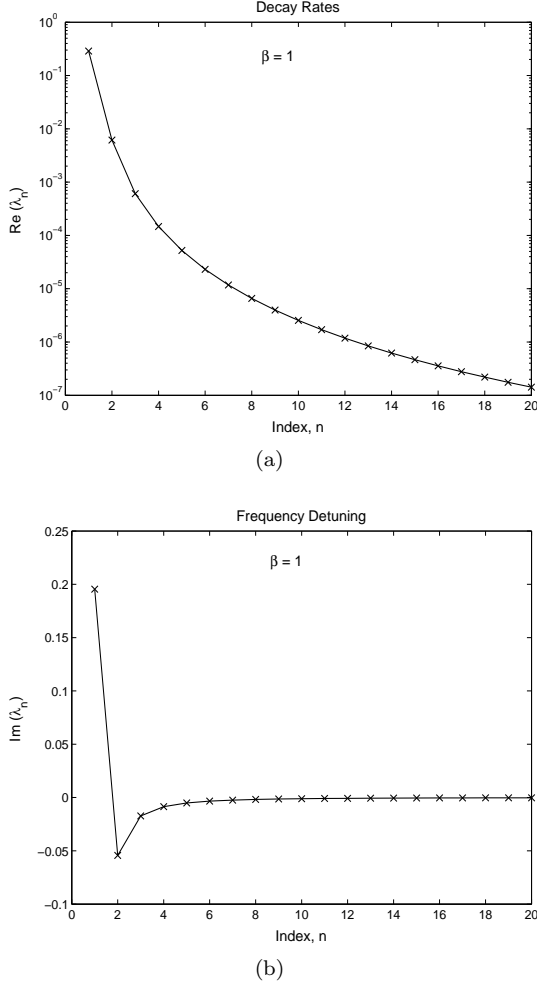 Decay Rates
β = 1
10⁰
10⁻¹
10⁻²
10⁻³
10⁻⁴
10⁻⁵
10⁻⁶
10⁻⁷
Re (λₙ)
0 2 4 6 8 10 12 14 16 18 20
Index, n
(a)
Frequency Detuning
β = 1
0.25
0.2
0.15
0.1
0.05
0
−0.05
−0.1
Im (λₙ)
0 2 4 6 8 10 12 14 16 18 20
Index, n
(b)